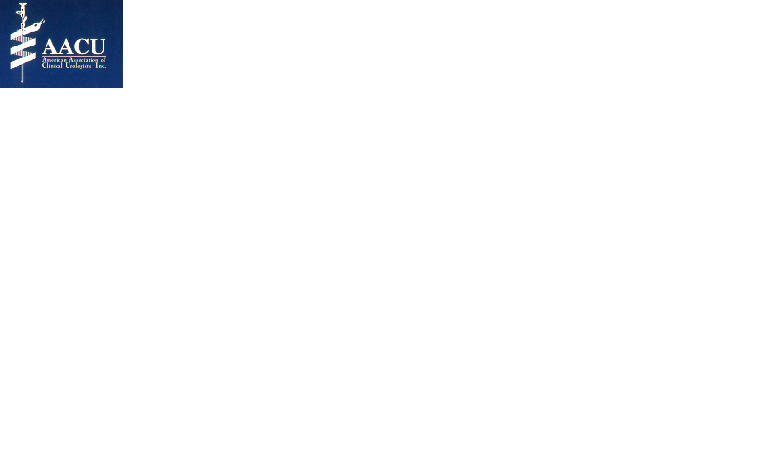 AACU
American Association of
Clinical Urologists Inc.